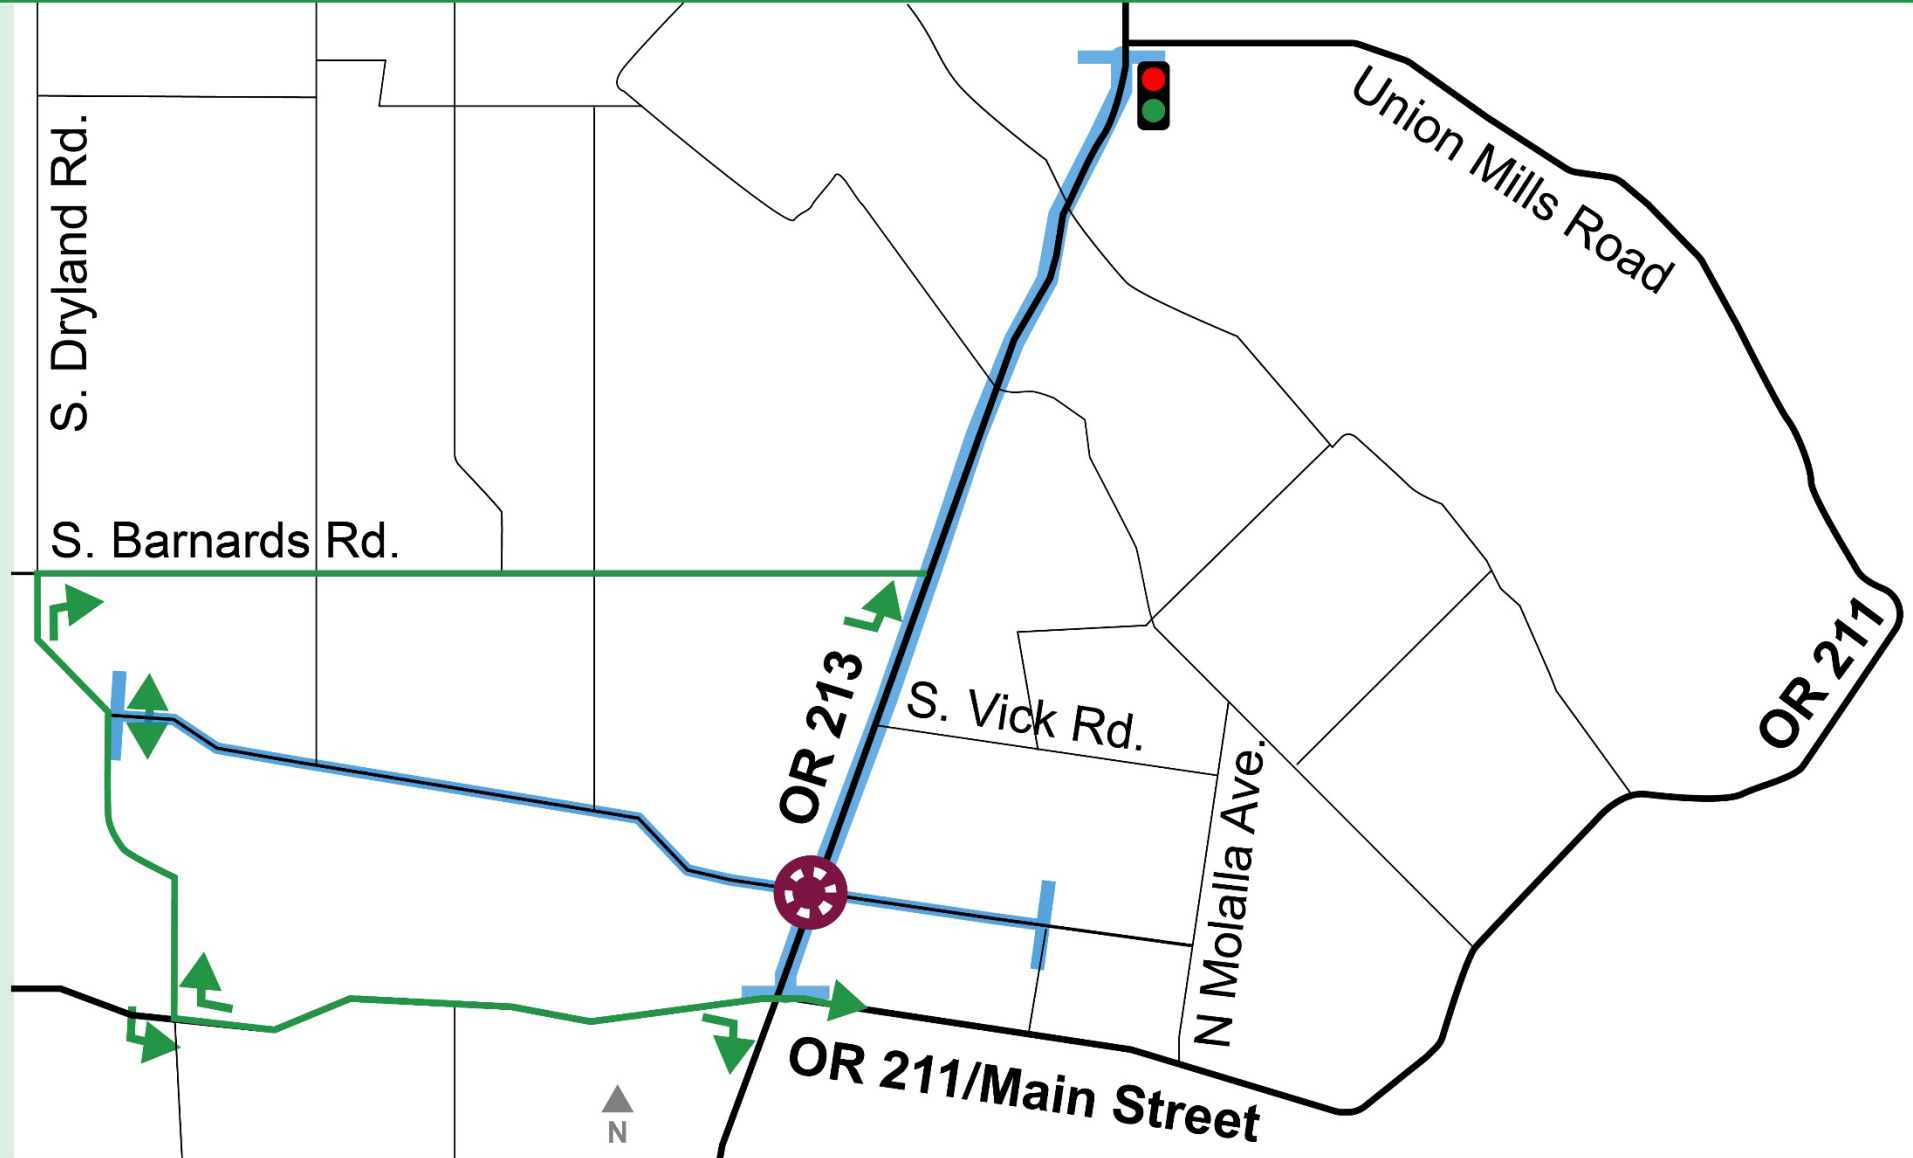 Union Mills Road
S. Dryland Rd.
S. Barnards Rd.
OR 211
OR 213
S. Vick Rd.
N Molalla Ave.
OR 211/Main Street
N